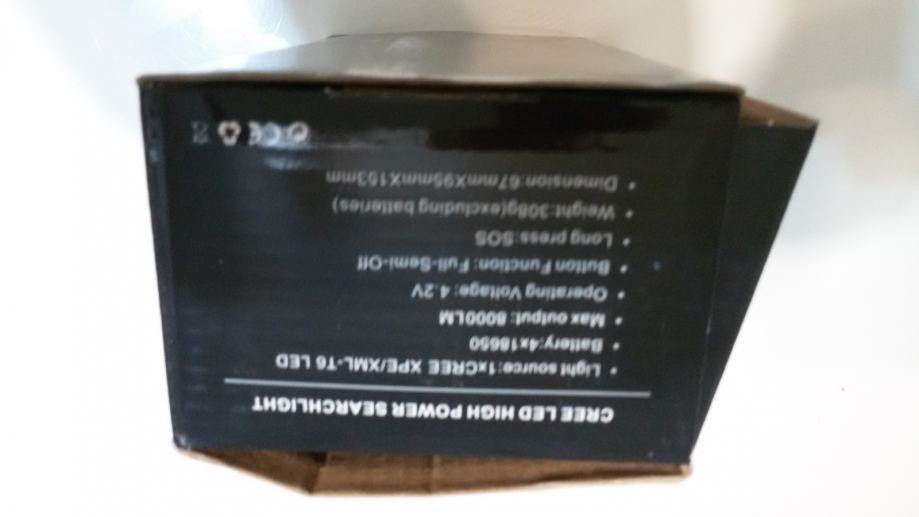 CREE LED HIGH POWER SEARCHLIGHT
• Light source:1xCREE XPE/XML-T6 LED
• Battery:4x18650
• Max output: 8000LM
• Operating Voltage: 4.2V
• Button Function: Full-Semi-Off
• Long press:SOS
• Weight:308g(excluding batteries)
• Dimension:67mmX95mmX153mm
CE